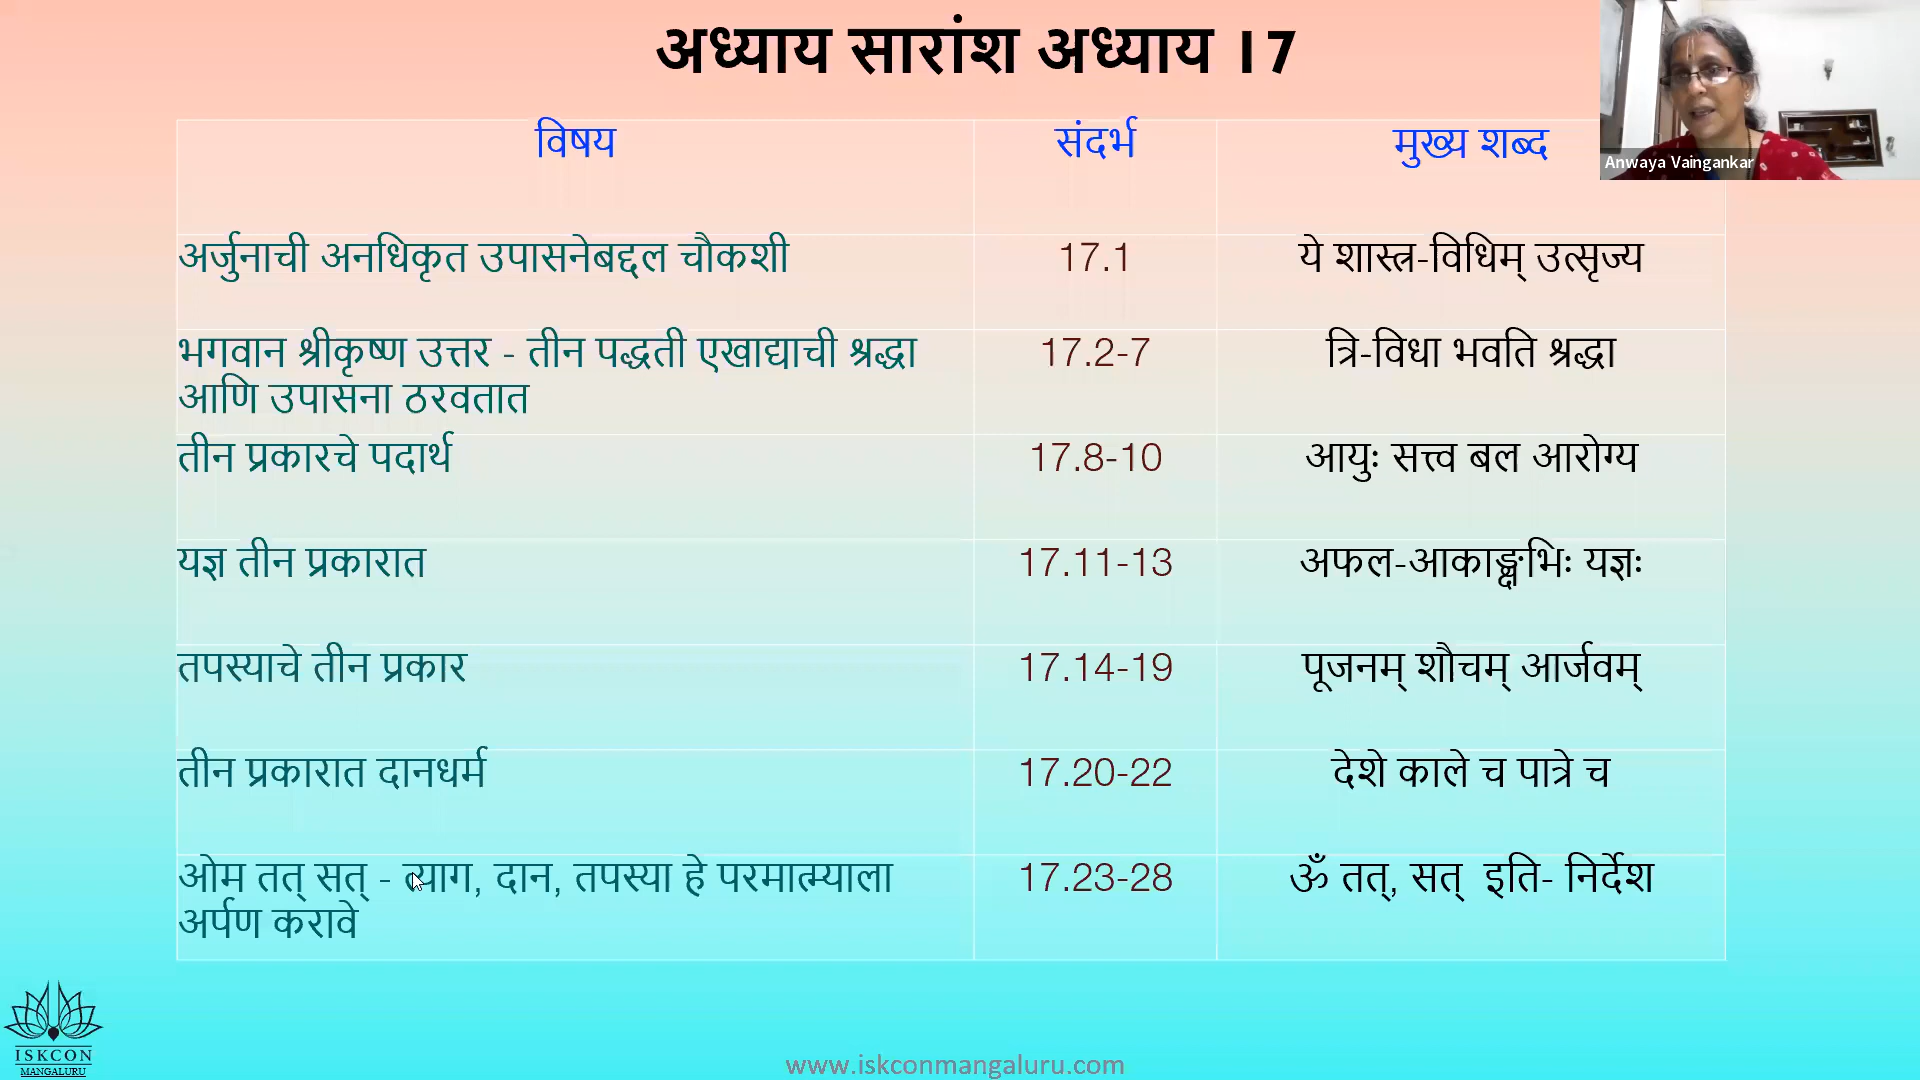 अध्याय सारांश अध्याय 17
विषय संदर्भ मुख्य शब्द
Anwaya Vaingankar
अर्जुनाची अनधिकृत उपासनेबद्दल चौकशी 17.1 ये शास्त्र-विधिम् उत्सृज्य
भगवान श्रीकृष्ण उत्तर - तीन पद्धती एखाद्याची श्रद्धा 17.2-7 त्रि-विधा भवति श्रद्धा
आणि उपासना ठरवतात
तीन प्रकारचे पदार्थ 17.8-10 आयुः सत्त्व बल आरोग्य
यज्ञ तीन प्रकारात 17.11-13 अफल-आकाङ्क्षभिः यज्ञः
तपस्याचे तीन प्रकार 17.14-19 पूजनम् शौचम् आर्जवम्
तीन प्रकारात दानधर्म 17.20-22 देशे काले च पात्रे च
ओम तत् सत् - त्याग, दान, तपस्या हे परमात्म्याला 17.23-28 ॐ तत्, सत् इति- निर्देश
अर्पण करावे
ISKCON
MANGALURU
www.iskconmangaluru.com